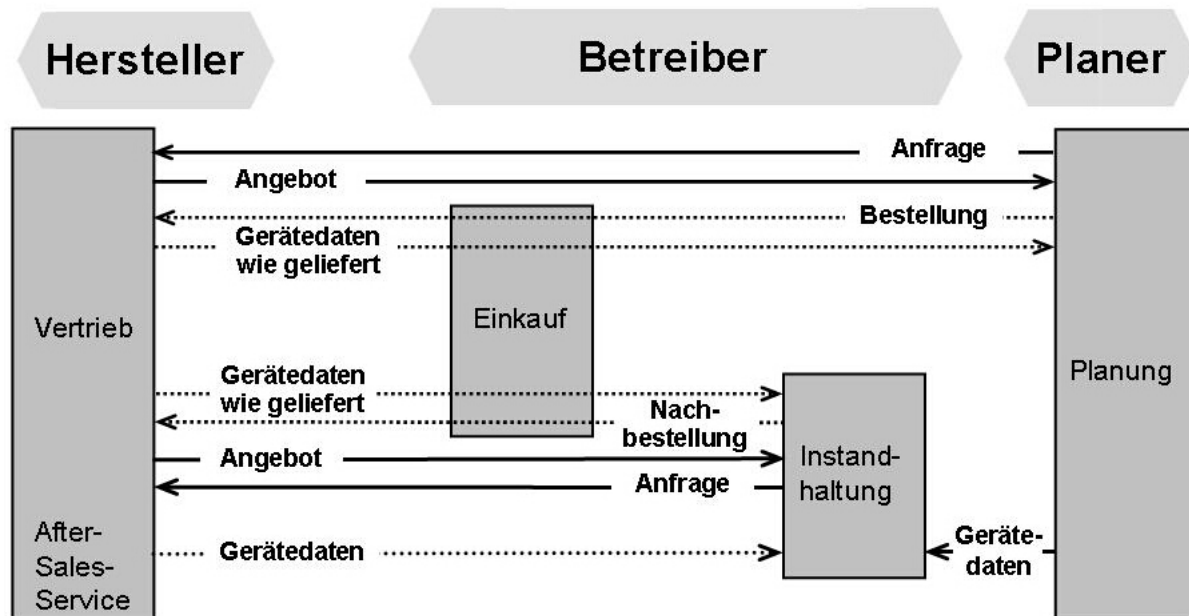 Hersteller
Betreiber
Planer
Anfrage
Angebot
Bestellung
Gerätedaten
wie geliefert
Einkauf
Vertrieb
Planung
Gerätedaten
wie geliefert
Nach-
bestellung
Angebot
Instand-
haltung
Anfrage
After-
Sales-
Service
Gerätedaten
Geräte-
daten